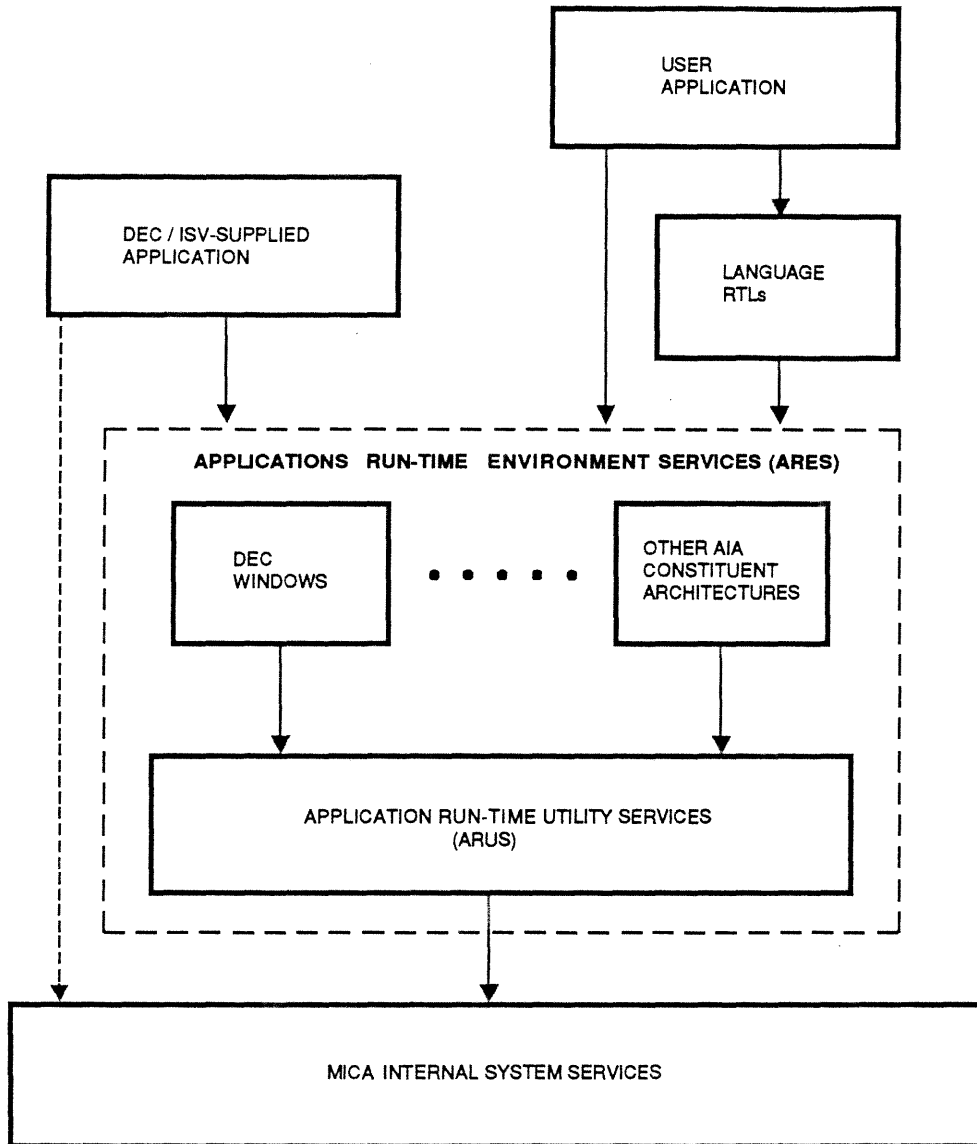 USER
APPLICATION
DEC / ISV-SUPPLIED
APPLICATION
LANGUAGE
RTLs
APPLICATIONS RUN-TIME ENVIRONMENT SERVICES (ARES)
DEC
WINDOWS
OTHER AIA
CONSTITUENT
ARCHITECTURES
APPLICATION RUN-TIME UTILITY SERVICES
(ARUS)
MICA INTERNAL SYSTEM SERVICES